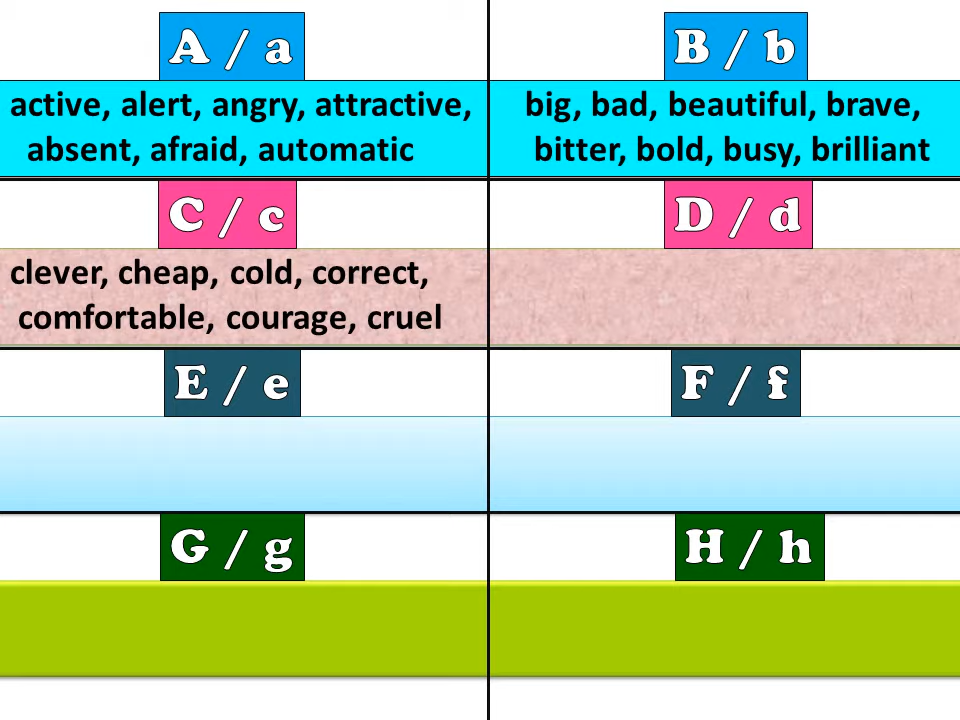 A / a
active, alert, angry, attractive,
absent, afraid, automatic
B / b
big, bad, beautiful, brave,
bitter, bold, busy, brilliant
C / c
clever, cheap, cold, correct,
comfortable, courage, cruel
D / d
E / e
F / f
G / g
H / h